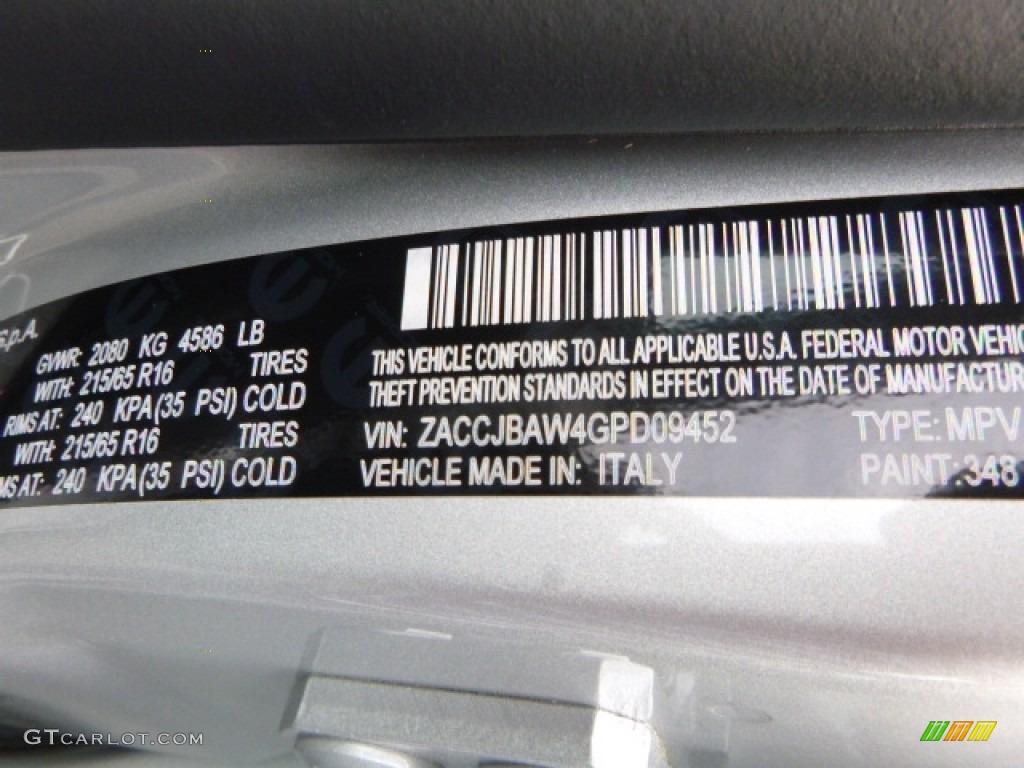 S.p.A.
GVWR: 2080 KG 4586 LB
WITH: 215/65 R16 TIRES
RIMS AT: 240 KPA(35 PSI) COLD
WITH: 215/65 R16 TIRES
MS AT: 240 KPA(35 PSI) COLD
THIS VEHICLE CONFORMS TO ALL APPLICABLE U.S.A. FEDERAL MOTOR VEHIC
THEFT PREVENTION STANDARDS IN EFFECT ON THE DATE OF MANUFACTUR
VIN: ZACCJBAW4GPD09452 TYPE: MPV
VEHICLE MADE IN: ITALY PAINT:348
GTCARLOT.COM